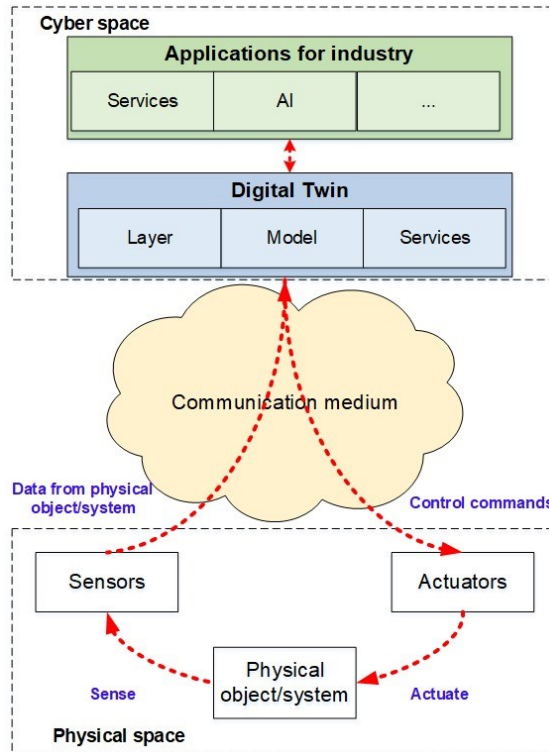 Cyber space
Applications for industry
Services
AI
...
Digital Twin
Layer
Model
Services
Communication medium
Data from physical
object/system
Control commands
Sensors
Actuators
Physical
object/system
Sense
Actuate
Physical space